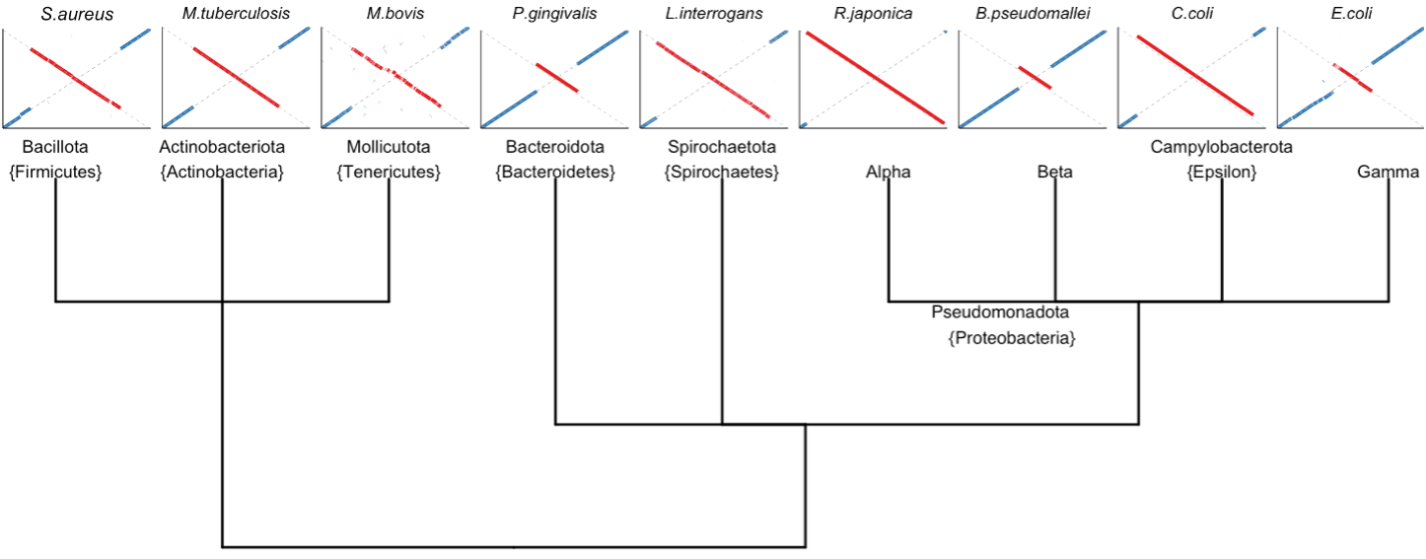 S.aureus M.tuberculosis M.bovis P.gingivalis L.interrogans R.japonica B.pseudomallei C.coli E.coli
Bacillota Actinobacteriota Mollicutota Bacteroidota Spirochaetota Campylobacterota
{Firmicutes} {Actinobacteria} {Tenericutes} {Bacteroidetes} {Spirochaetes} Alpha Beta {Epsilon} Gamma
Pseudomonadota
{Proteobacteria}